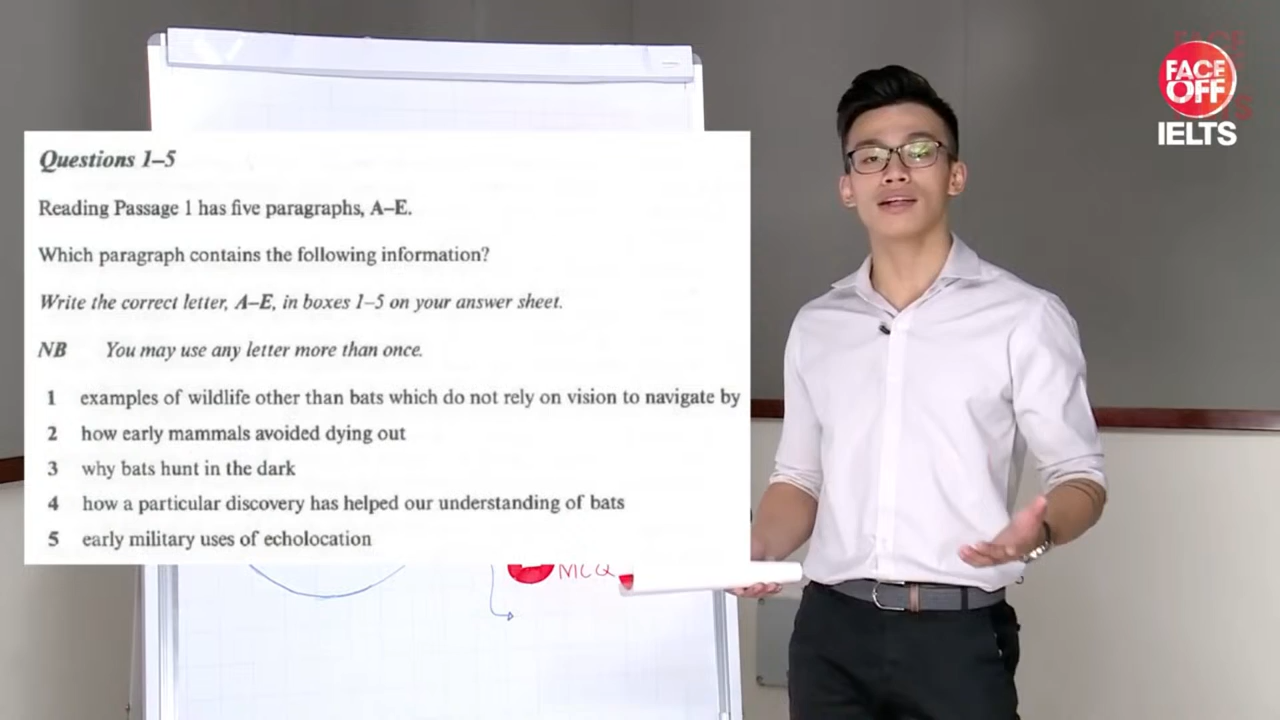 FACE
OFF
IELTS
Questions 1–5
Reading Passage 1 has five paragraphs, A–E.
Which paragraph contains the following information?
Write the correct letter, A–E, in boxes 1–5 on your answer sheet.
NB You may use any letter more than once.
1 examples of wildlife other than bats which do not rely on vision to navigate by
2 how early mammals avoided dying out
3 why bats hunt in the dark
4 how a particular discovery has helped our understanding of bats
5 early military uses of echolocation
MCQ